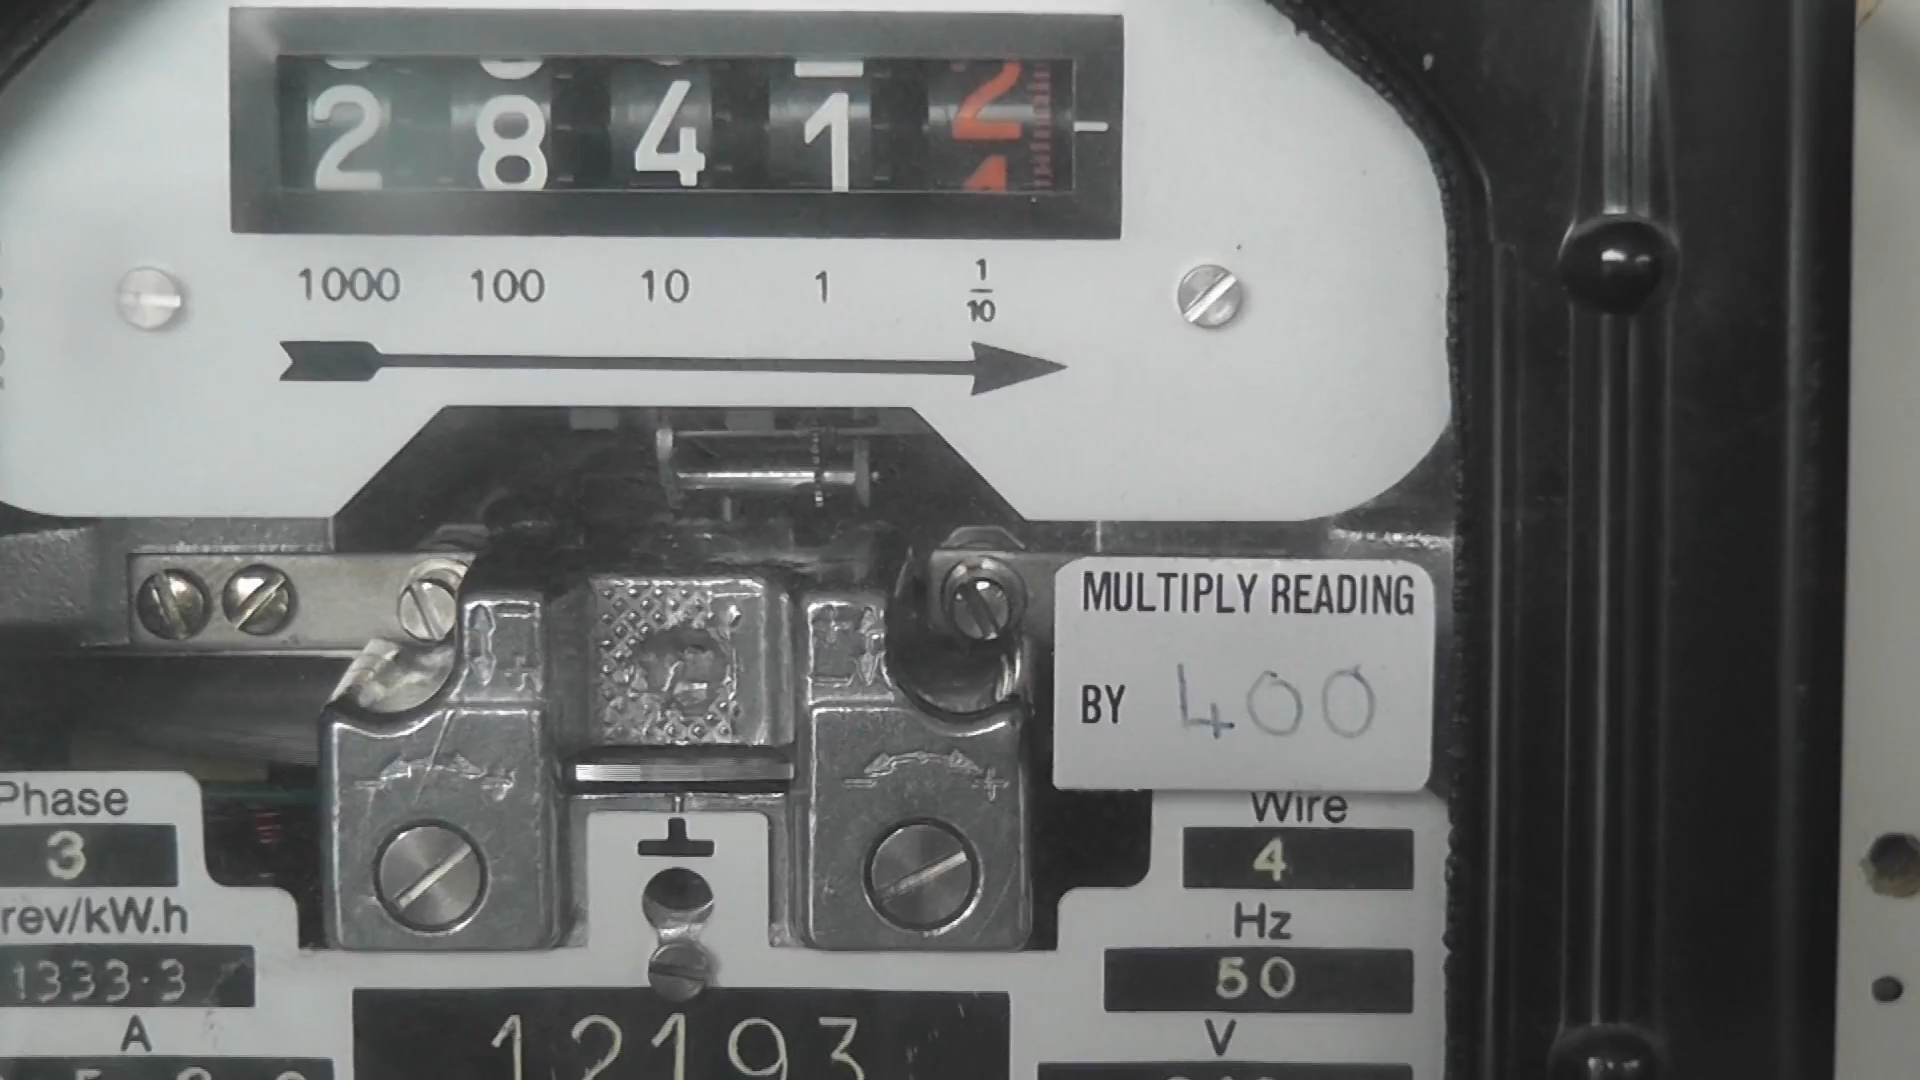 2 8 4 1 2
1000 100 10 1 1/10
MULTIPLY READING
BY 400
Phase
3
rev/kW.h
1333·3
A
Wire
4
Hz
50
V
12193